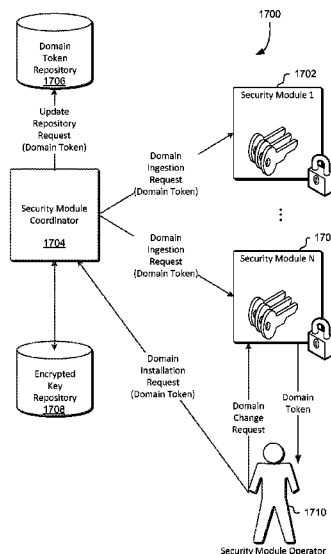 1700
Domain
Token
Repository
1706
1702
Security Module 1
Update
Repository
Request
(Domain Token)
Domain
Ingestion
Request
(Domain Token)
Security Module
Coordinator
1704
...
Domain
Ingestion
Request
(Domain Token)
170
Security Module N
Encrypted
Key
Repository
1708
Domain
Installation
Request
(Domain Token)
Domain
Change
Request
Domain
Token
1710
Security Module Operator